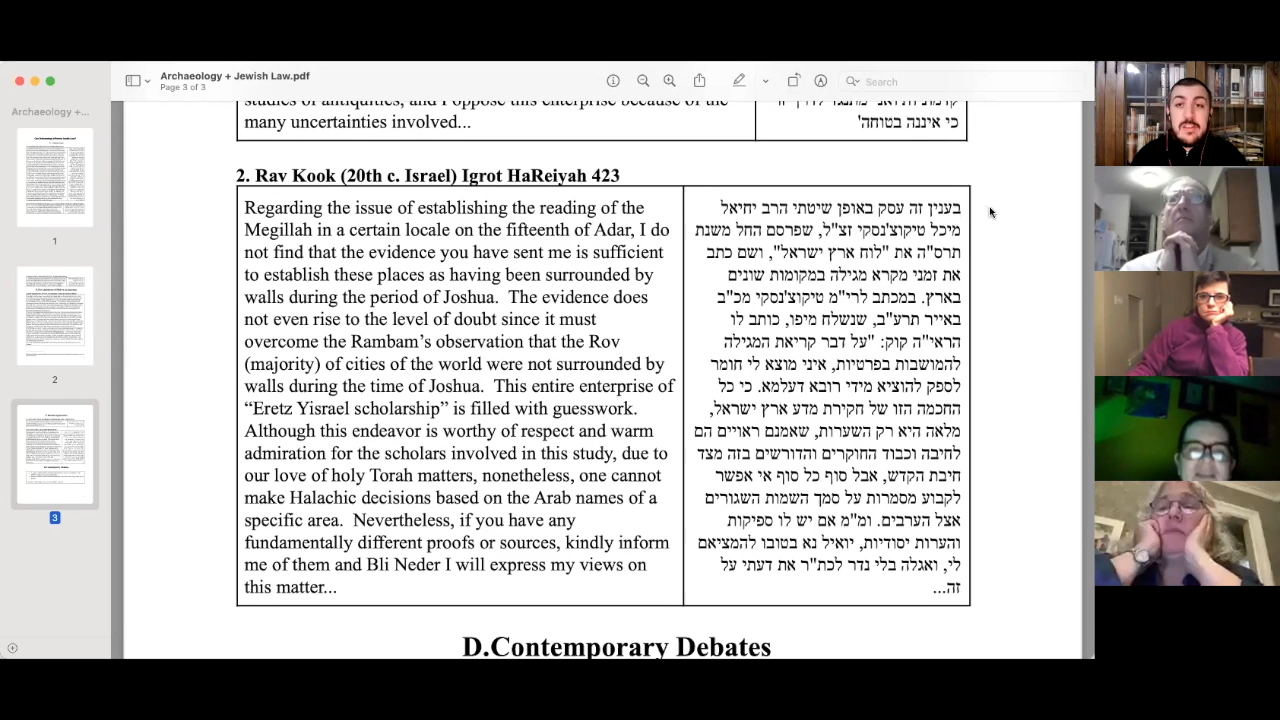 Archaeology + Jewish Law.pdf
Page 3 of 3
Search
Archaeology +...
1
2
3
studies of antiquities, and I oppose this enterprise because of the
many uncertainties involved...
כי איננה בטוחה'
2. Rav Kook (20th c. Israel) Igrot HaReiyah 423
Regarding the issue of establishing the reading of the
Megillah in a certain locale on the fifteenth of Adar, I do
not find that the evidence you have sent me is sufficient
to establish these places as having been surrounded by
walls during the period of Joshua. The evidence does
not even rise to the level of doubt since it must
overcome the Rambam's observation that the Rov
(majority) of cities of the world were not surrounded by
walls during the time of Joshua. This entire enterprise of
“Eretz Yisrael scholarship” is filled with guesswork.
Although this endeavor is worthy of respect and warm
admiration for the scholars involved in this study, due to
our love of holy Torah matters, nonetheless, one cannot
make Halachic decisions based on the Arab names of a
specific area. Nevertheless, if you have any
fundamentally different proofs or sources, kindly inform
me of them and Bli Neder I will express my views on
this matter...
בענין זה עסק באופן שיטתי הרב יחיאל
מיכל טיקוצ'נסקי זצ"ל, שפרסם החל משנת
תרס"ה את "לוח ארץ ישראל", ושם כתב
את זמני מקרא מגילה במקומות שונים
בארץ. במכתב לרי"מ טיקוצ'נסקי מכ"ב
באייר תרע"ב, שנשלח מיפו, כותב לו
הראי"ה קוק: "על דבר קריאת המגילה
להמושבות בפרטיות, איני מוצא לי חומר
לספק להוציא מידי רובא דעלמא. כי כל
החכמה הזו של חקירת מדע ארץ ישראל,
מלאה היא רק השערות, שאמנם ראוים הם
לחיבה וכבוד החוקרים והדורשים בזה מצד
חיבת הקדש, אבל סוף כל סוף אי אפשר
לקבוע מסמרות על סמך השמות השגורים
אצל הערבים. ומ"מ אם יש לו ספיקות
והערות יסודיות, יואיל נא בטובו להמציאם
לי, ואגלה בלי נדר לכת"ר את דעתי על
זה...
D.Contemporary Debates